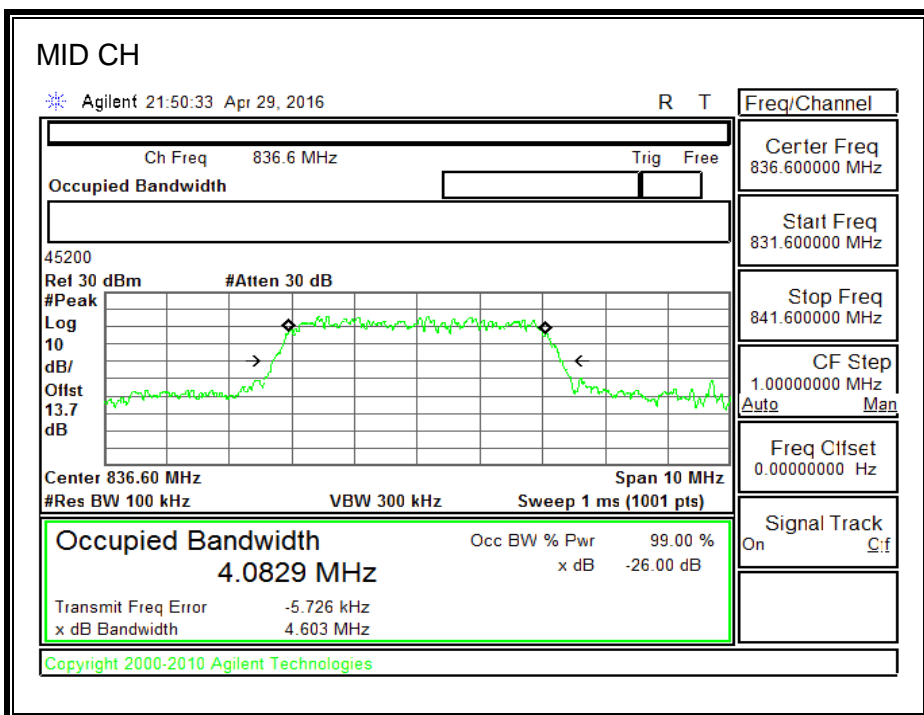 MID CH
Agilent 21:50:33 Apr 29, 2016 R T
Freq/Channel
Ch Freq 836.6 MHz Trig Free
Occupied Bandwidth
Center Freq
836.600000 MHz
Start Freq
831.600000 MHz
Stop Freq
841.600000 MHz
CF Step
1.00000000 MHz
Auto Man
Freq Offset
0.00000000 Hz
Signal Track
On Off
45200
Ref 30 dBm #Atten 30 dB
#Peak
Log
10
dB/
Offst
13.7
dB
Center 836.60 MHz Span 10 MHz
#Res BW 100 kHz VBW 300 kHz Sweep 1 ms (1001 pts)
Occupied Bandwidth Occ BW % Pwr 99.00 %
4.0829 MHz x dB -26.00 dB
Transmit Freq Error -5.726 kHz
x dB Bandwidth 4.603 MHz
Copyright 2000-2010 Agilent Technologies